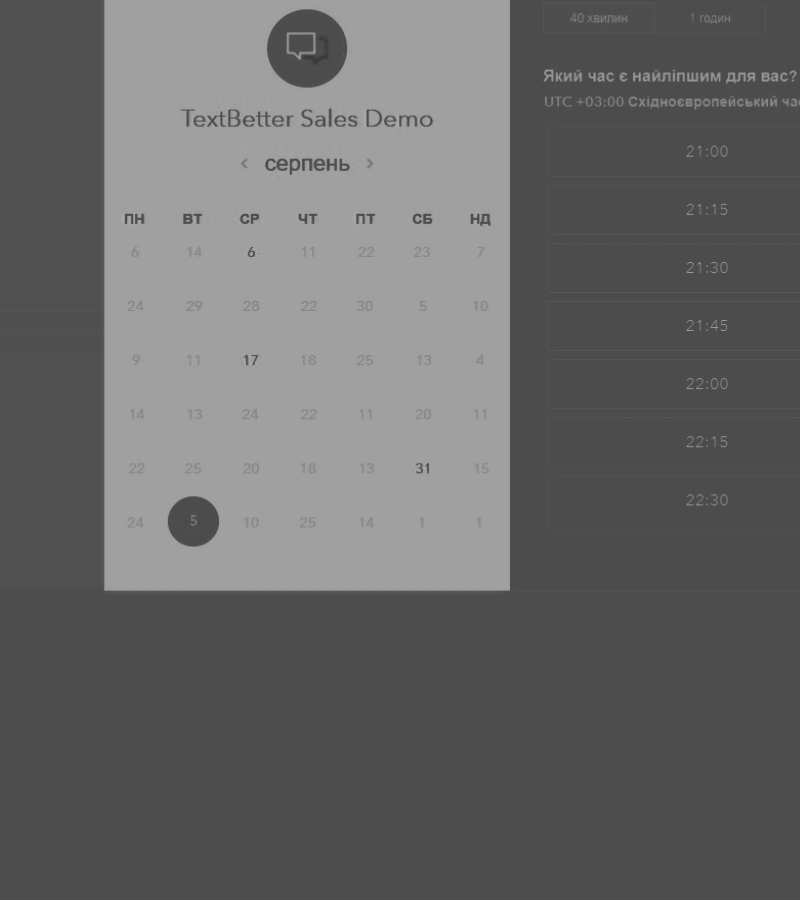 TextBetter Sales Demo
‹ серпень ›
ПН ВТ СР ЧТ ПТ СБ НД
6 14 6 11 22 23 7
24 29 28 22 30 5 10
9 11 17 18 25 13 4
14 13 24 22 11 20 11
22 25 20 18 13 31 15
24 5 10 25 14 1 1
40 хвилин 1 годин
Який час є найліпшим для вас?
UTC +03:00 Східноєвропейський час
21:00
21:15
21:30
21:45
22:00
22:15
22:30